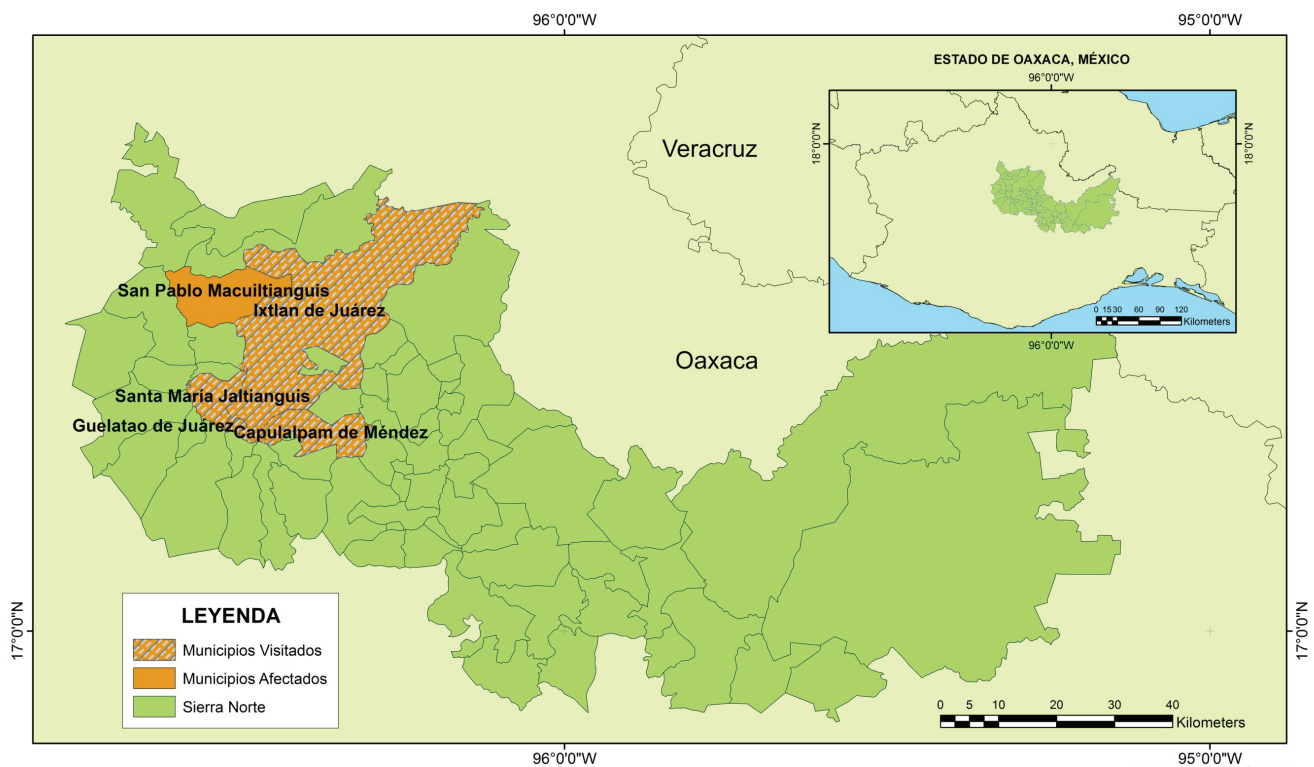 96°0'0"W
95°0'0"W
ESTADO DE OAXACA, MÉXICO
96°0'0"W
18°0'0"N
18°0'0"N
0 15 30 60 90 120
Kilometers
96°0'0"W
Veracruz
San Pablo Macuiltianguis
Ixtlan de Juárez
Oaxaca
Santa María Jaltianguis
Guelatao de Juárez
Capulalpam de Méndez
17°0'0"N
17°0'0"N
LEYENDA
Municipios Visitados
Municipios Afectados
Sierra Norte
0 5 10 20 30 40
Kilometers
96°0'0"W
95°0'0"W